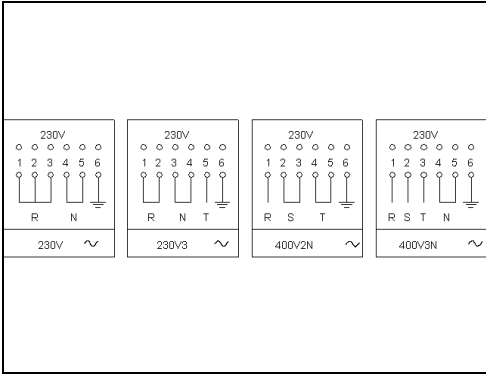 230V
1 2 3 4 5 6
R N
230V
230V
1 2 3 4 5 6
R N T
230V3
230V
1 2 3 4 5 6
R S T
400V2N
230V
1 2 3 4 5 6
R S T N
400V3N